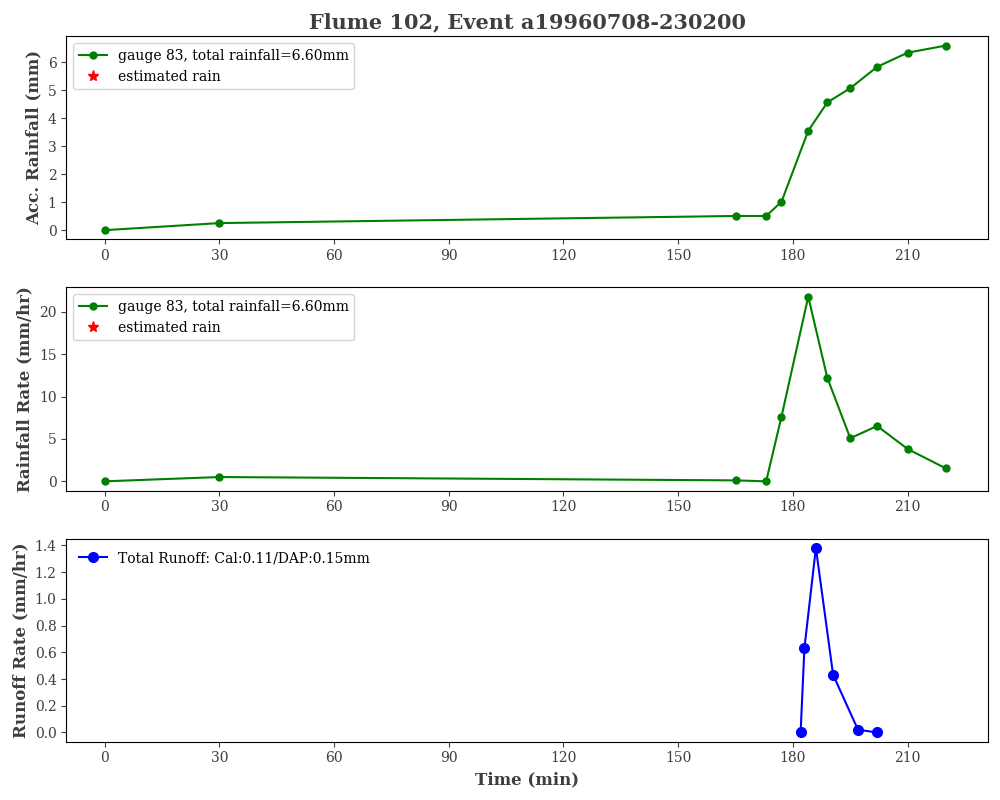 Flume 102, Event a19960708-230200
Acc. Rainfall (mm)
gauge 83, total rainfall=6.60mm
estimated rain
6
5
4
3
2
1
0
0 30 60 90 120 150 180 210
Rainfall Rate (mm/hr)
gauge 83, total rainfall=6.60mm
estimated rain
20
15
10
5
0
0 30 60 90 120 150 180 210
Runoff Rate (mm/hr)
Total Runoff: Cal:0.11/DAP:0.15mm
1.4
1.2
1.0
0.8
0.6
0.4
0.2
0.0
0 30 60 90 120 150 180 210
Time (min)